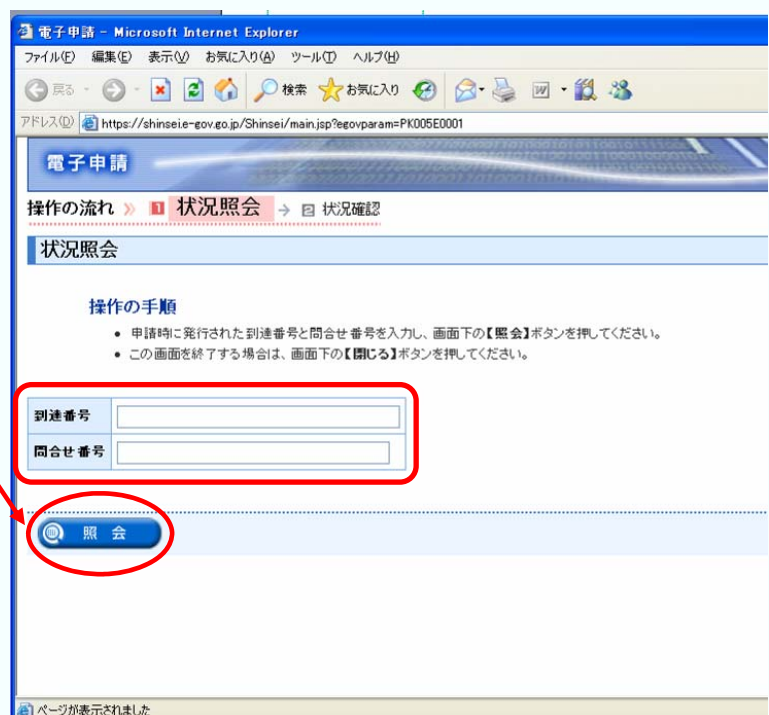 電子申請 - Microsoft Internet Explorer
ファイル(F) 編集(E) 表示(V) お気に入り(A) ツール(T) ヘルプ(H)
戻る 検索 お気に入り
アドレス(D) https://shinsei.e-gov.go.jp/Shinsei/main.jsp?egovparam=PK005E0001
電子申請
操作の流れ » 1 状況照会 → 2 状況確認
状況照会
操作の手順
• 申請時に発行された到達番号と問合せ番号を入力し、画面下の【照会】ボタンを押してください。
• この画面を終了する場合は、画面下の【閉じる】ボタンを押してください。
到達番号
問合せ番号
照 会
ページが表示されました